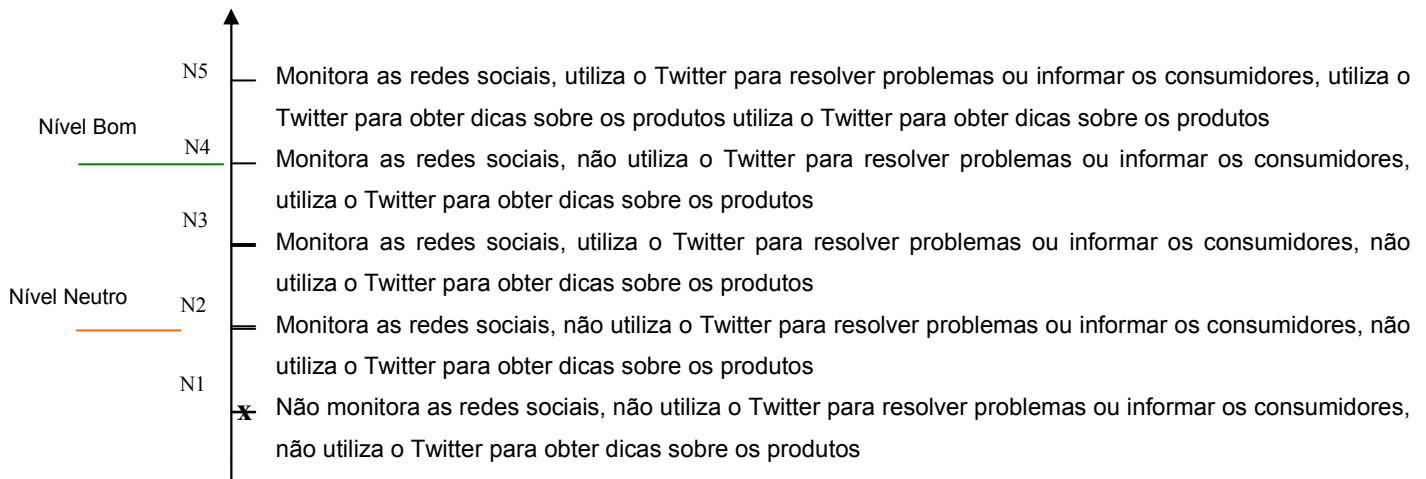 N5 Monitora as redes sociais, utiliza o Twitter para resolver problemas ou informar os consumidores, utiliza o
Twitter para obter dicas sobre os produtos utiliza o Twitter para obter dicas sobre os produtos
Nível Bom
N4 Monitora as redes sociais, não utiliza o Twitter para resolver problemas ou informar os consumidores,
utiliza o Twitter para obter dicas sobre os produtos
N3 Monitora as redes sociais, utiliza o Twitter para resolver problemas ou informar os consumidores, não
utiliza o Twitter para obter dicas sobre os produtos
Nível Neutro
N2 Monitora as redes sociais, não utiliza o Twitter para resolver problemas ou informar os consumidores, não
utiliza o Twitter para obter dicas sobre os produtos
N1 x Não monitora as redes sociais, não utiliza o Twitter para resolver problemas ou informar os consumidores,
não utiliza o Twitter para obter dicas sobre os produtos